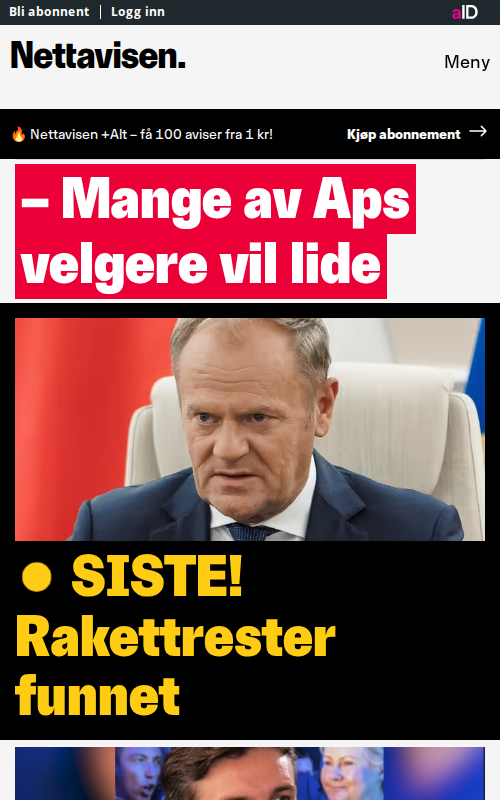 Bli abonnent | Logg inn
aID
Nettavisen.
Meny
🔥 Nettavisen +Alt – få 100 aviser fra 1 kr!
Kjøp abonnement →
– Mange av Aps
velgere vil lide
● SISTE!
Rakettrester
funnet